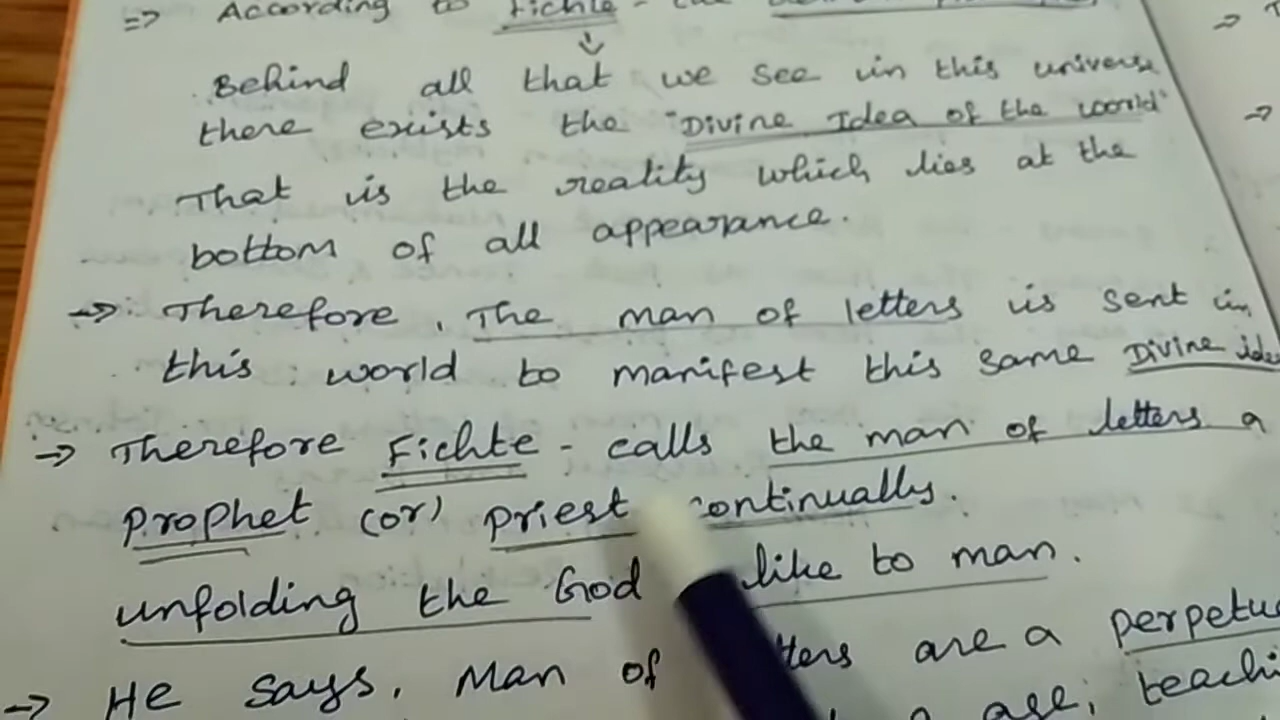 => According to Fichte - the
Behind all that we see in this universe
there exists the "Divine Idea of the world"
That is the reality which lies at the
bottom of all appearance.
→ Therefore, The man of letters is sent in
this world to manifest this same Divine idea
→ Therefore Fichte - calls the man of letters a
Prophet (or) Priest continually.
unfolding the God like to man.
→ He says, Man of are a
age,